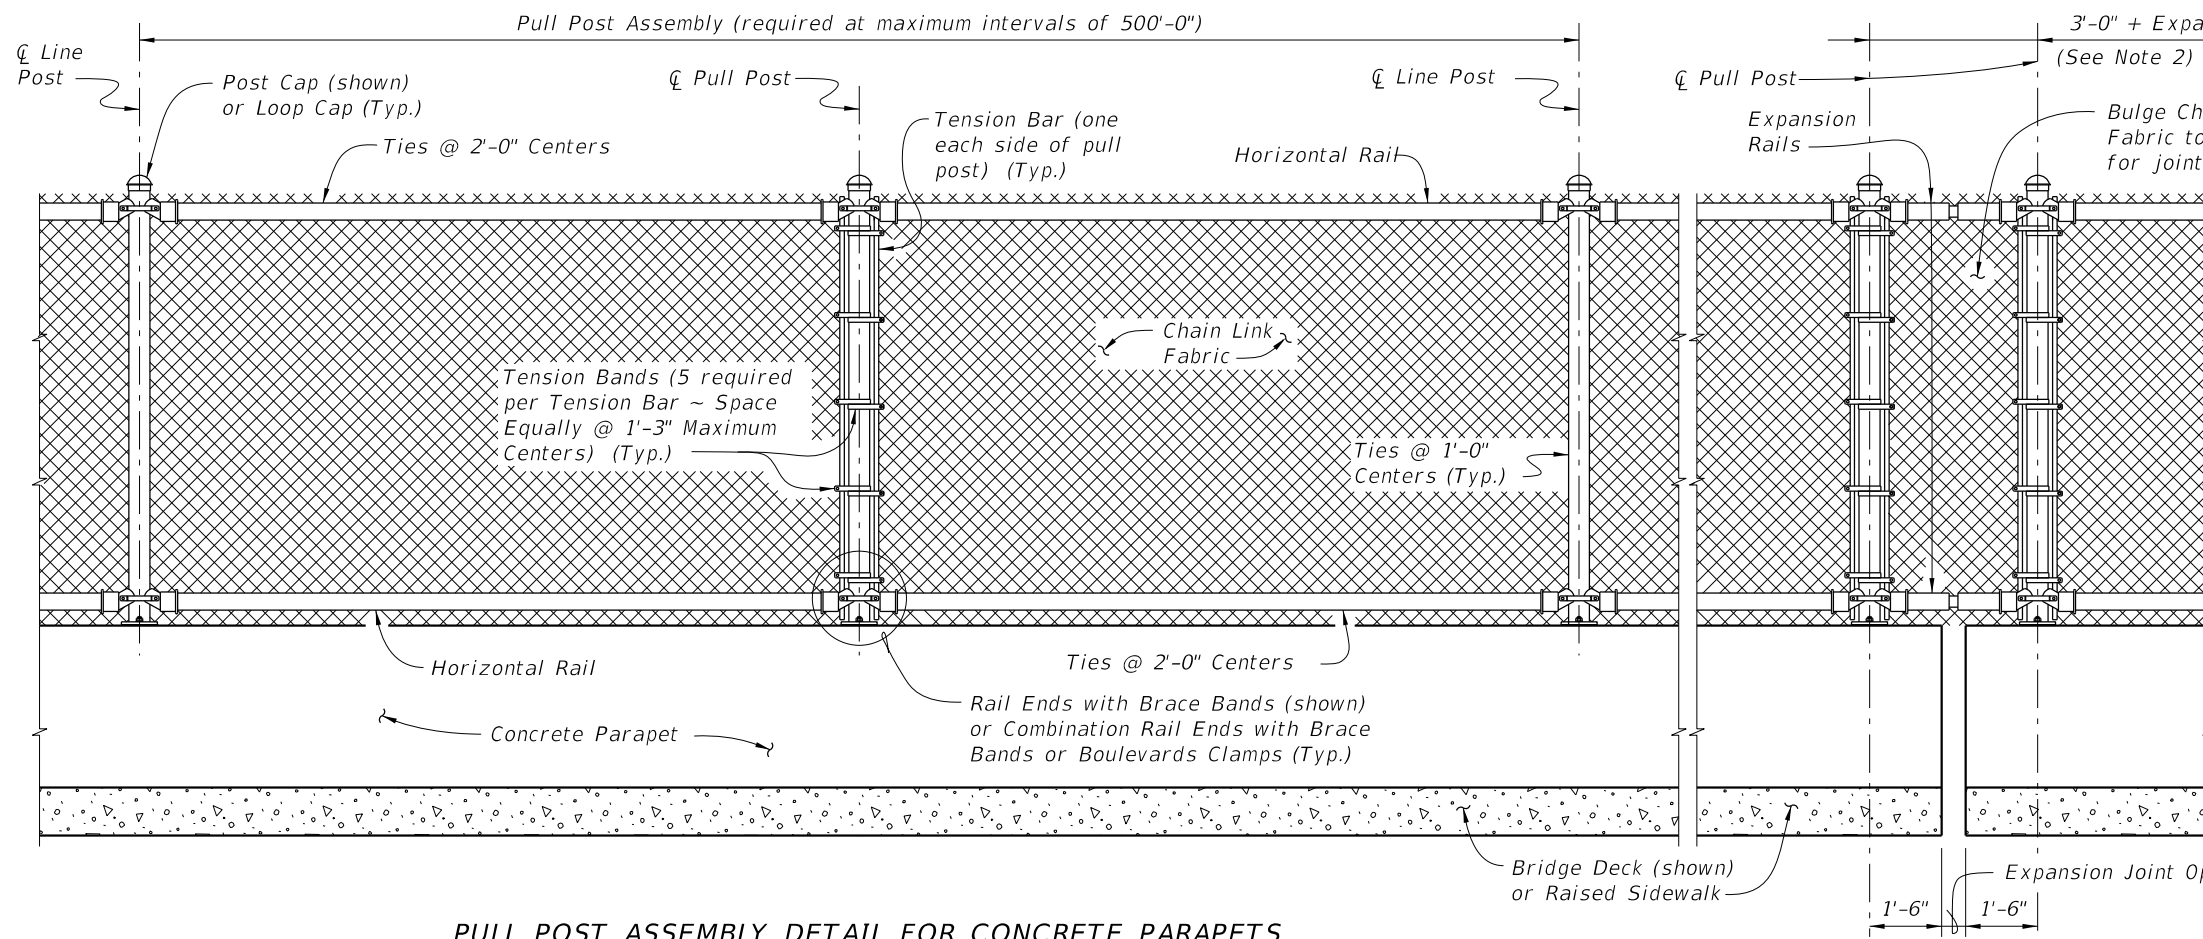 Pull Post Assembly (required at maximum intervals of 500'-0")
3'-0" + Expa
(See Note 2)
℄ Line
Post
Post Cap (shown)
or Loop Cap (Typ.)
℄ Pull Post
℄ Line Post
℄ Pull Post
Ties @ 2'-0" Centers
Tension Bar (one
each side of pull
post) (Typ.)
Horizontal Rail
Expansion
Rails
Bulge Ch
Fabric to
for joint
Chain Link
Fabric
Tension Bands (5 required
per Tension Bar ~ Space
Equally @ 1'-3" Maximum
Centers) (Typ.)
Ties @ 1'-0"
Centers (Typ.)
Horizontal Rail
Ties @ 2'-0" Centers
Concrete Parapet
Rail Ends with Brace Bands (shown)
or Combination Rail Ends with Brace
Bands or Boulevards Clamps (Typ.)
Bridge Deck (shown)
or Raised Sidewalk
Expansion Joint Op
1'-6"
1'-6"
PULL POST ASSEMBLY DETAIL FOR CONCRETE PARAPETS